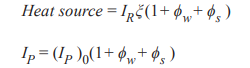 Heat source = I_R ξ(1 + ϕ_w + ϕ_s )
I_P = (I_P )_0(1 + ϕ_w + ϕ_s )